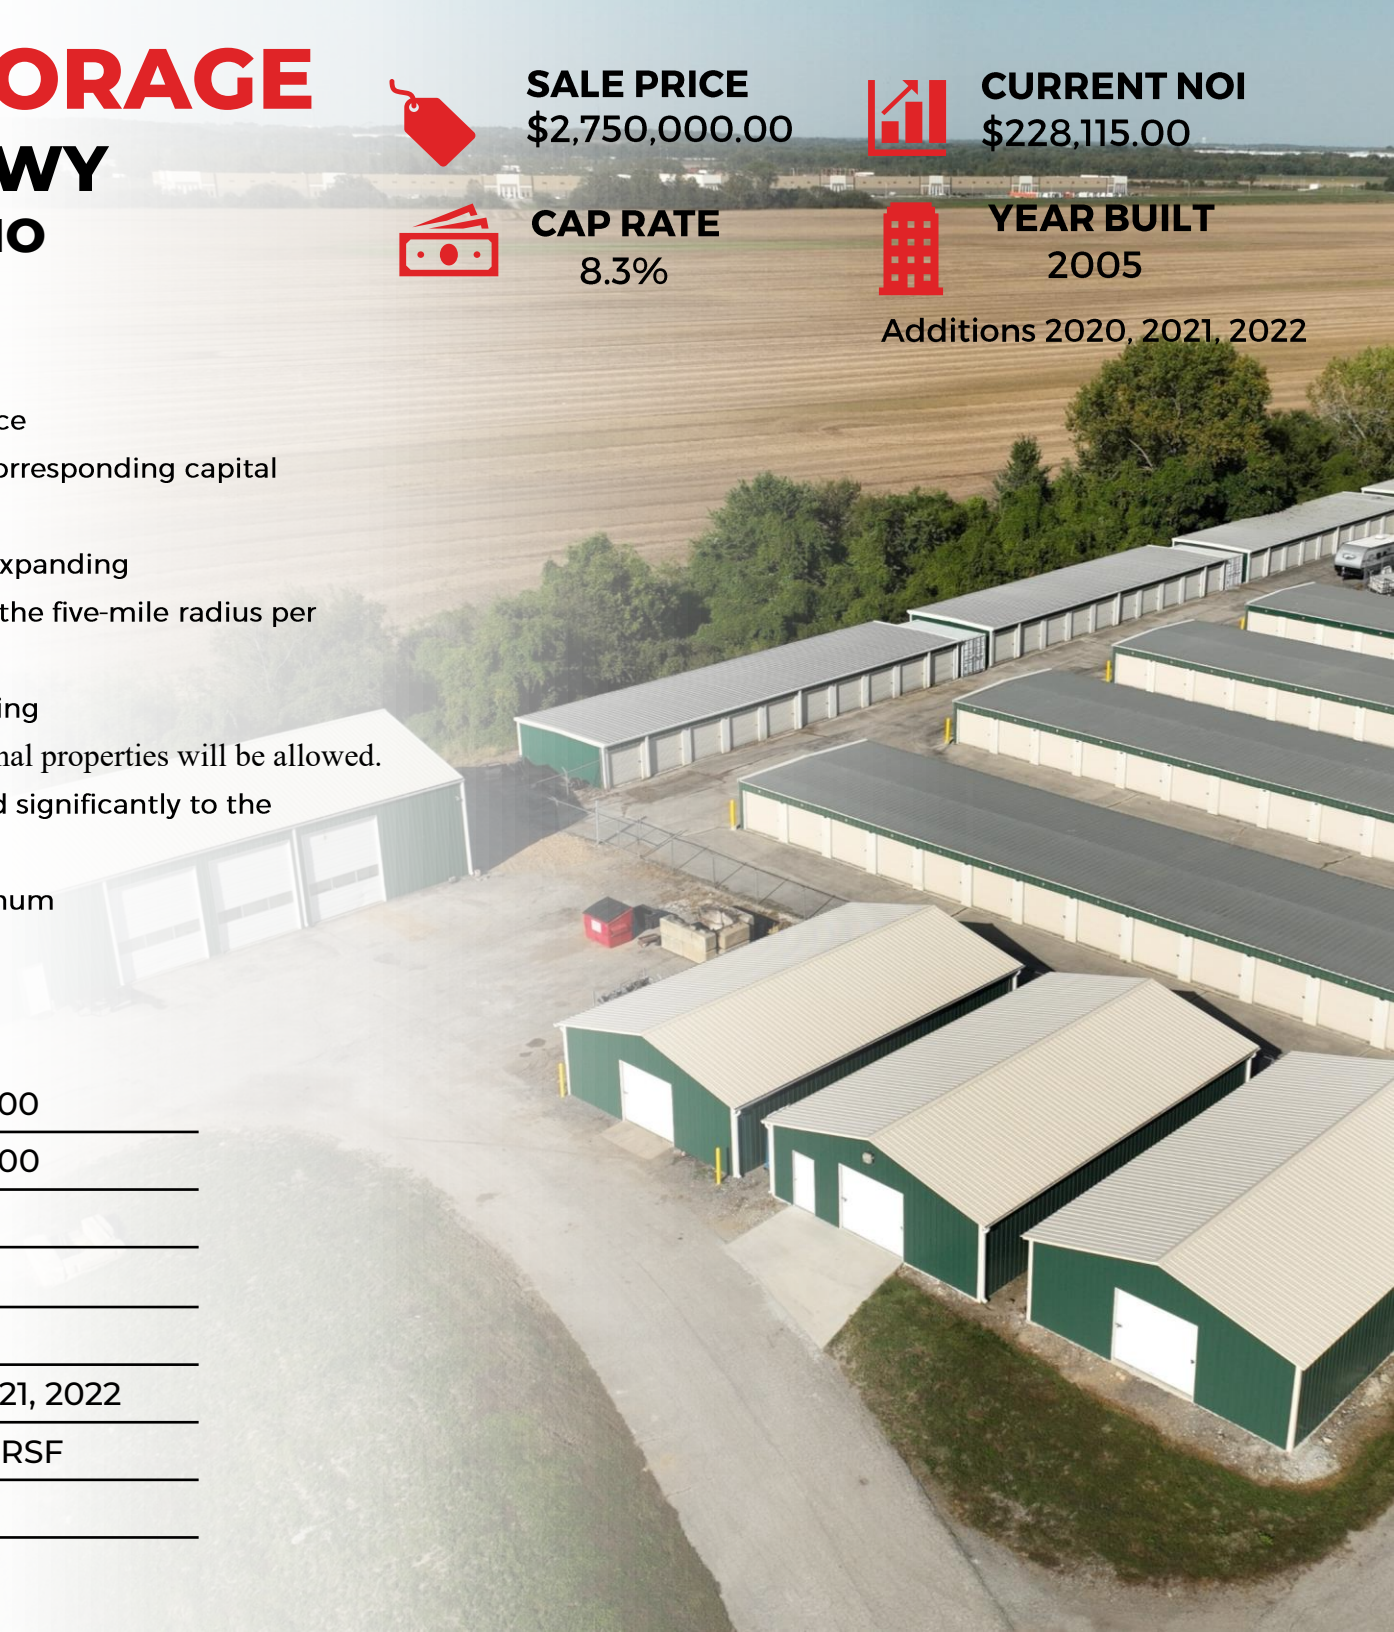 ORAGE
WY
IO
SALE PRICE
$2,750,000.00
CURRENT NOI
$228,115.00
CAP RATE
8.3%
YEAR BUILT
2005
Additions 2020, 2021, 2022
ce
orresponding capital
xpanding
the five-mile radius per
ing
nal properties will be allowed.
d significantly to the
num
00
00
21, 2022
RSF